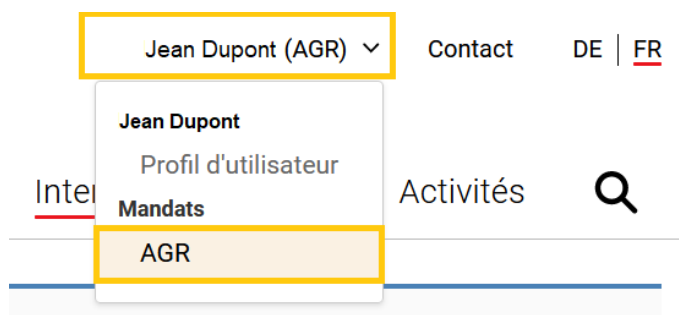 Jean Dupont (AGR) Contact DE FR
Jean Dupont
Profil d'utilisateur
Mandats
Activités
AGR